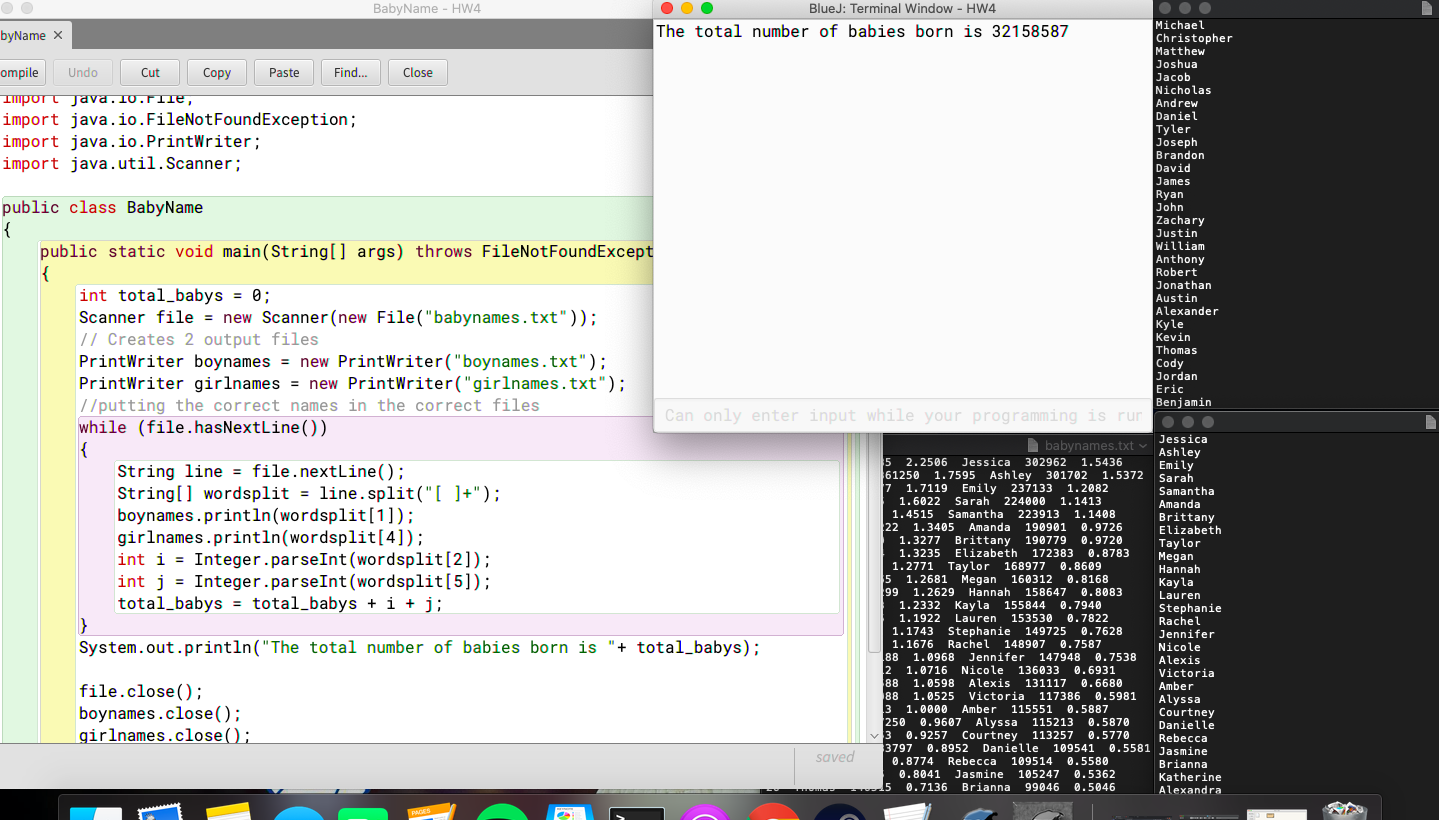 BabyName - HW4
byName ×
ompile Undo Cut Copy Paste Find... Close
import java.io.File;
import java.io.FileNotFoundException;
import java.io.PrintWriter;
import java.util.Scanner;
public class BabyName
{
public static void main(String[] args) throws FileNotFoundExcept
{
int total_babys = 0;
Scanner file = new Scanner(new File("babynames.txt"));
// Creates 2 output files
PrintWriter boynames = new PrintWriter("boynames.txt");
PrintWriter girlnames = new PrintWriter("girlnames.txt");
//putting the correct names in the correct files
while (file.hasNextLine())
{
String line = file.nextLine();
String[] wordsplit = line.split("[ ]+");
boynames.println(wordsplit[1]);
girlnames.println(wordsplit[4]);
int i = Integer.parseInt(wordsplit[2]);
int j = Integer.parseInt(wordsplit[5]);
total_babys = total_babys + i + j;
}
System.out.println("The total number of babies born is "+ total_babys);
file.close();
boynames.close();
girlnames.close();
saved
BlueJ: Terminal Window - HW4
The total number of babies born is 32158587
Can only enter input while your programming is rur
babynames.txt
2.2506 Jessica 302962 1.5436
61250 1.7595 Ashley 301702 1.5372
1.7119 Emily 237133 1.2082
1.6022 Sarah 224000 1.1413
1.4515 Samantha 223913 1.1408
22 1.3405 Amanda 190901 0.9726
1.3277 Brittany 190779 0.9720
1.3235 Elizabeth 172383 0.8783
1.2771 Taylor 168977 0.8609
1.2681 Megan 160312 0.8168
99 1.2629 Hannah 158647 0.8083
1.2332 Kayla 155844 0.7940
1.1922 Lauren 153530 0.7822
1.1743 Stephanie 149725 0.7628
1.1676 Rachel 148907 0.7587
88 1.0968 Jennifer 147948 0.7538
1.0716 Nicole 136033 0.6931
88 1.0598 Alexis 131117 0.6680
88 1.0525 Victoria 117386 0.5981
1.0000 Amber 115551 0.5887
250 0.9607 Alyssa 115213 0.5870
0.9257 Courtney 113257 0.5770
3797 0.8952 Danielle 109541 0.5581
0.8774 Rebecca 109514 0.5580
0.8041 Jasmine 105247 0.5362
0.7136 Brianna 99046 0.5046
Michael
Christopher
Matthew
Joshua
Jacob
Nicholas
Andrew
Daniel
Tyler
Joseph
Brandon
David
James
Ryan
John
Zachary
Justin
William
Anthony
Robert
Jonathan
Austin
Alexander
Kyle
Kevin
Thomas
Cody
Jordan
Eric
Benjamin
Jessica
Ashley
Emily
Sarah
Samantha
Amanda
Brittany
Elizabeth
Taylor
Megan
Hannah
Kayla
Lauren
Stephanie
Rachel
Jennifer
Nicole
Alexis
Victoria
Amber
Alyssa
Courtney
Danielle
Rebecca
Jasmine
Brianna
Katherine
Alexandra
PAGES